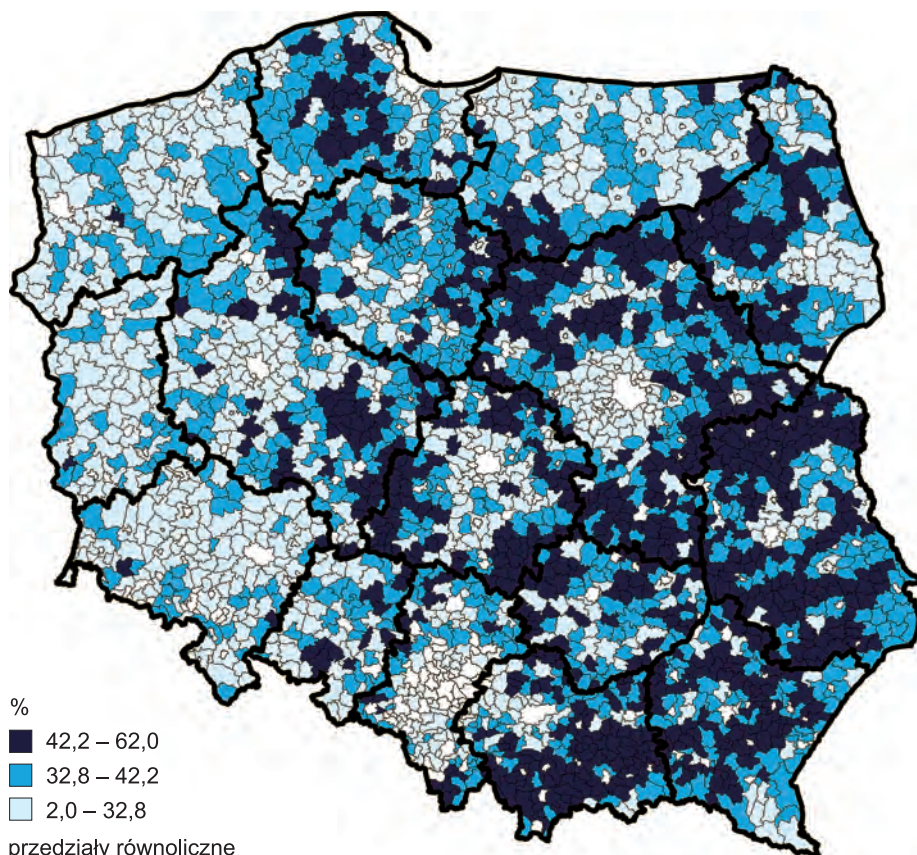 %
42,2 – 62,0
32,8 – 42,2
2,0 – 32,8
przedziały równoliczne